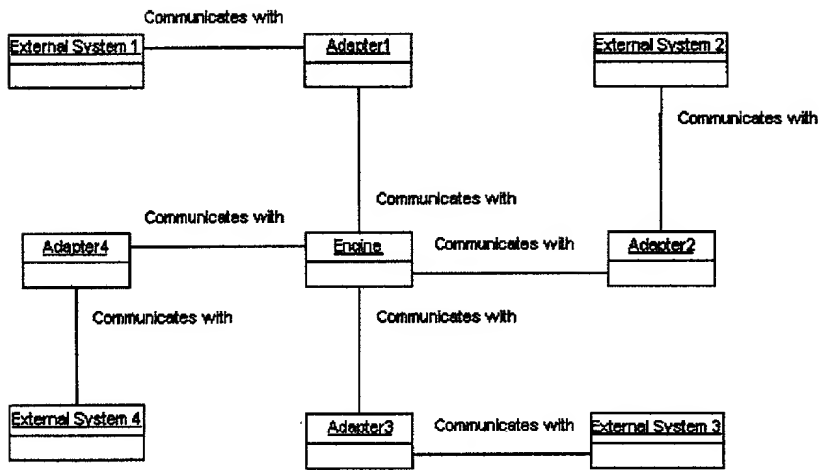 Communicates with
External System 1
Adapter1
External System 2
Communicates with
Communicates with
Communicates with
Adapter4
Engine
Communicates with
Adapter2
Communicates with
Communicates with
External System 4
Adapter3
Communicates with
External System 3